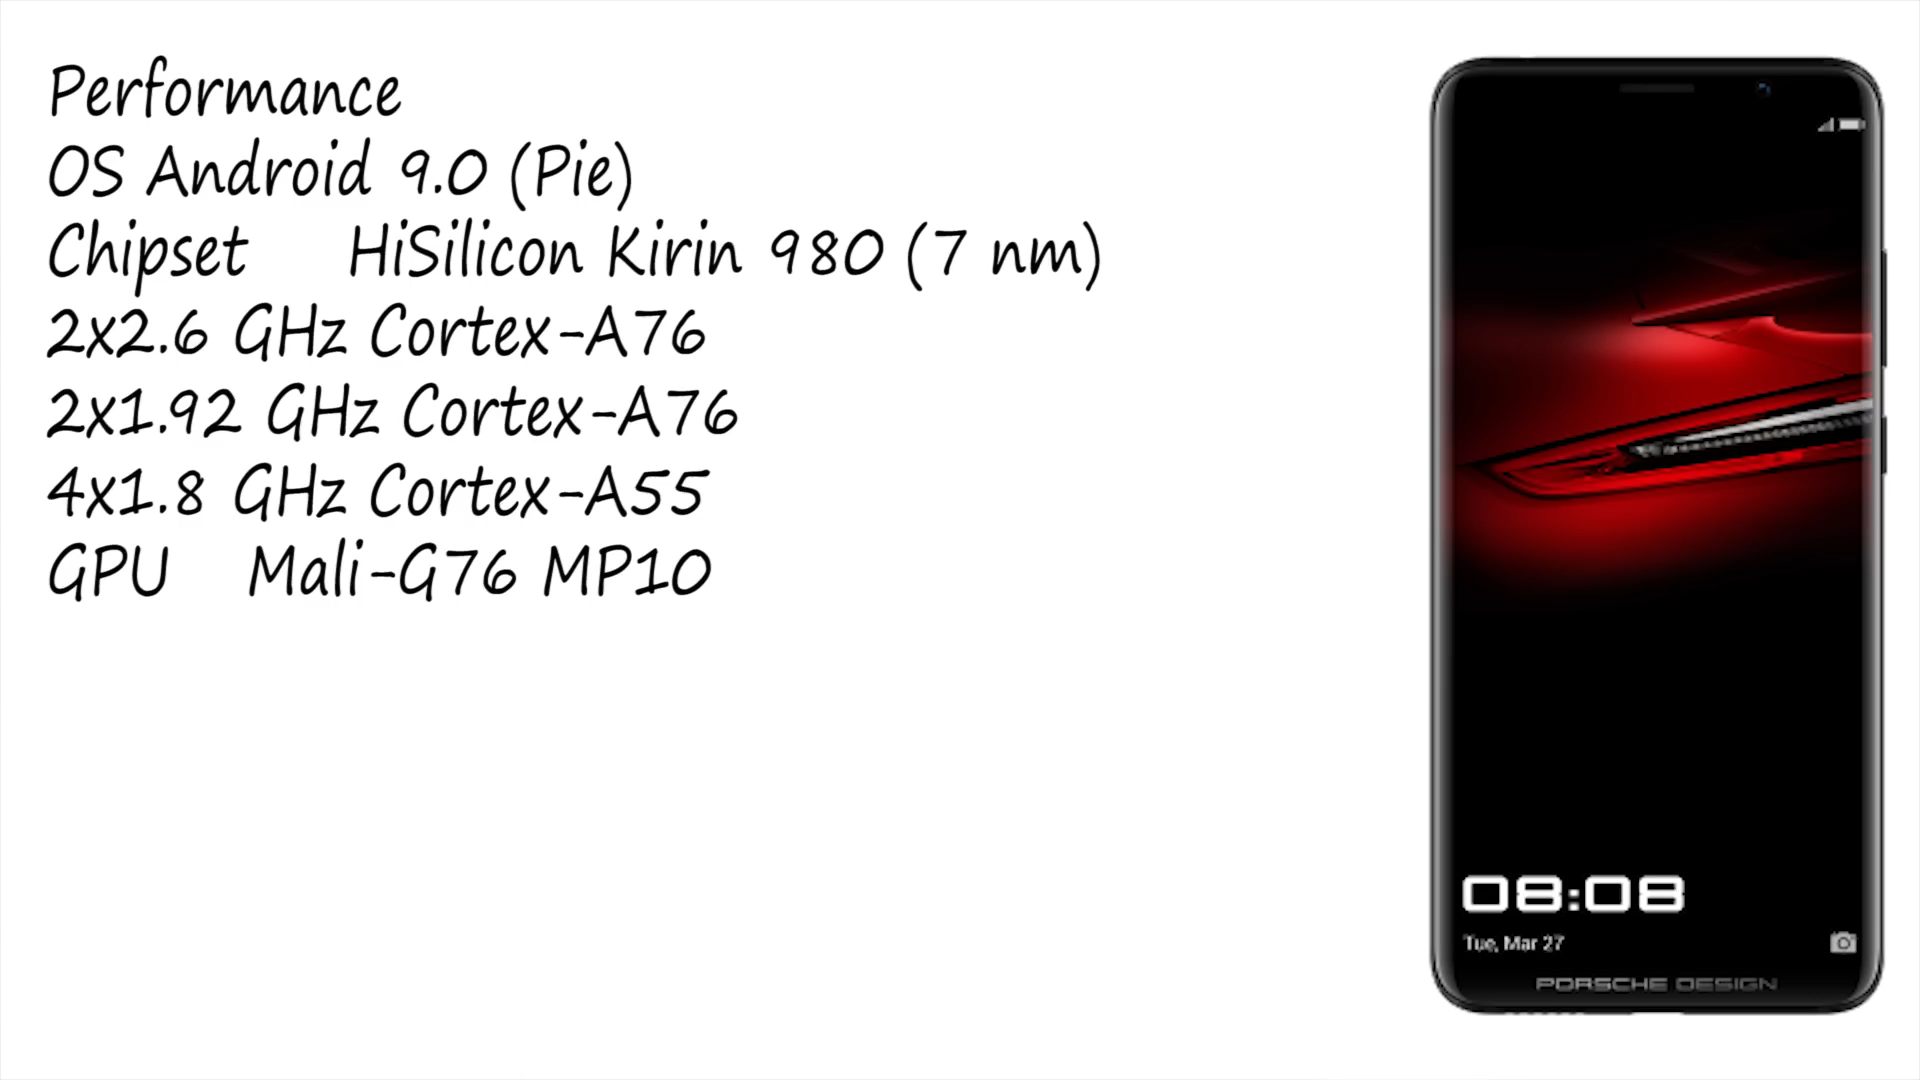 Performance
OS Android 9.0 (Pie)
Chipset HiSilicon Kirin 980 (7 nm)
2x2.6 GHz Cortex-A76
2x1.92 GHz Cortex-A76
4x1.8 GHz Cortex-A55
GPU Mali-G76 MP10
08:08
Tue, Mar 27
PORSCHE DESIGN